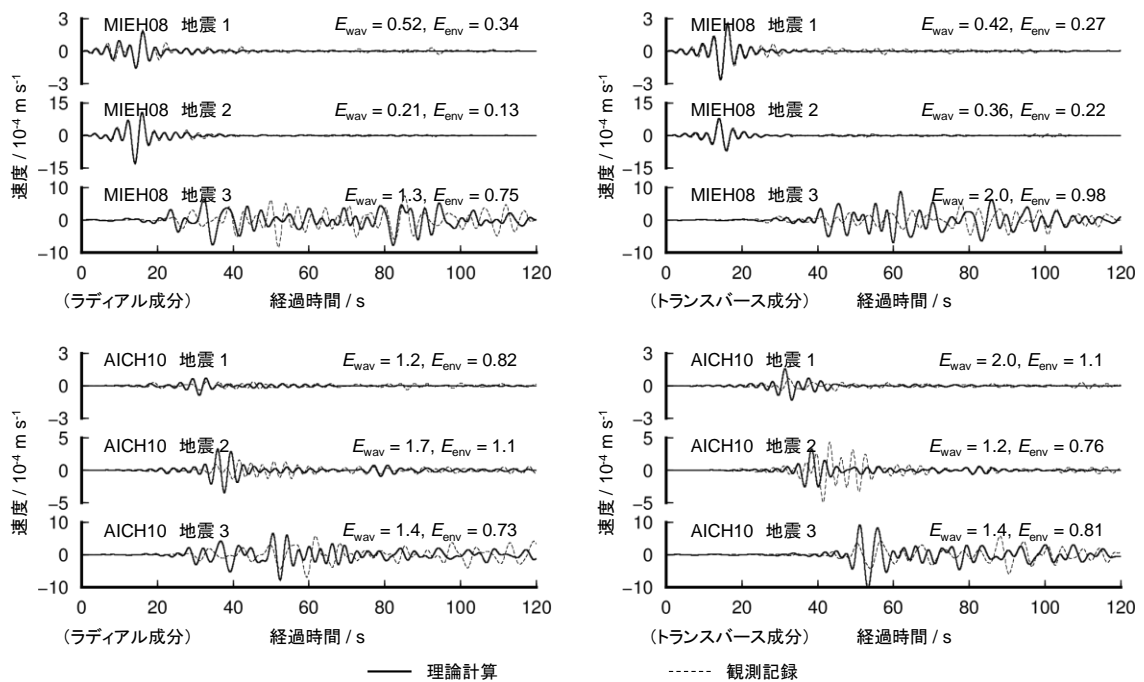 3
MIEH08 地震 1
E_wav = 0.52, E_env = 0.34
0
−3
15
MIEH08 地震 2
E_wav = 0.21, E_env = 0.13
0
−15
10
MIEH08 地震 3
E_wav = 1.3, E_env = 0.75
0
−10
速度 / 10⁻⁴ m s⁻¹
0 20 40 60 80 100 120
(ラディアル成分) 経過時間 / s
3
MIEH08 地震 1
E_wav = 0.42, E_env = 0.27
0
−3
15
MIEH08 地震 2
E_wav = 0.36, E_env = 0.22
0
−15
10
MIEH08 地震 3
E_wav = 2.0, E_env = 0.98
0
−10
速度 / 10⁻⁴ m s⁻¹
0 20 40 60 80 100 120
(トランスバース成分) 経過時間 / s
3
AICH10 地震 1
E_wav = 1.2, E_env = 0.82
0
−3
5
AICH10 地震 2
E_wav = 1.7, E_env = 1.1
0
−5
10
AICH10 地震 3
E_wav = 1.4, E_env = 0.73
0
−10
速度 / 10⁻⁴ m s⁻¹
0 20 40 60 80 100 120
(ラディアル成分) 経過時間 / s
3
AICH10 地震 1
E_wav = 2.0, E_env = 1.1
0
−3
5
AICH10 地震 2
E_wav = 1.2, E_env = 0.76
0
−5
10
AICH10 地震 3
E_wav = 1.4, E_env = 0.81
0
−10
速度 / 10⁻⁴ m s⁻¹
0 20 40 60 80 100 120
(トランスバース成分) 経過時間 / s
理論計算 観測記録